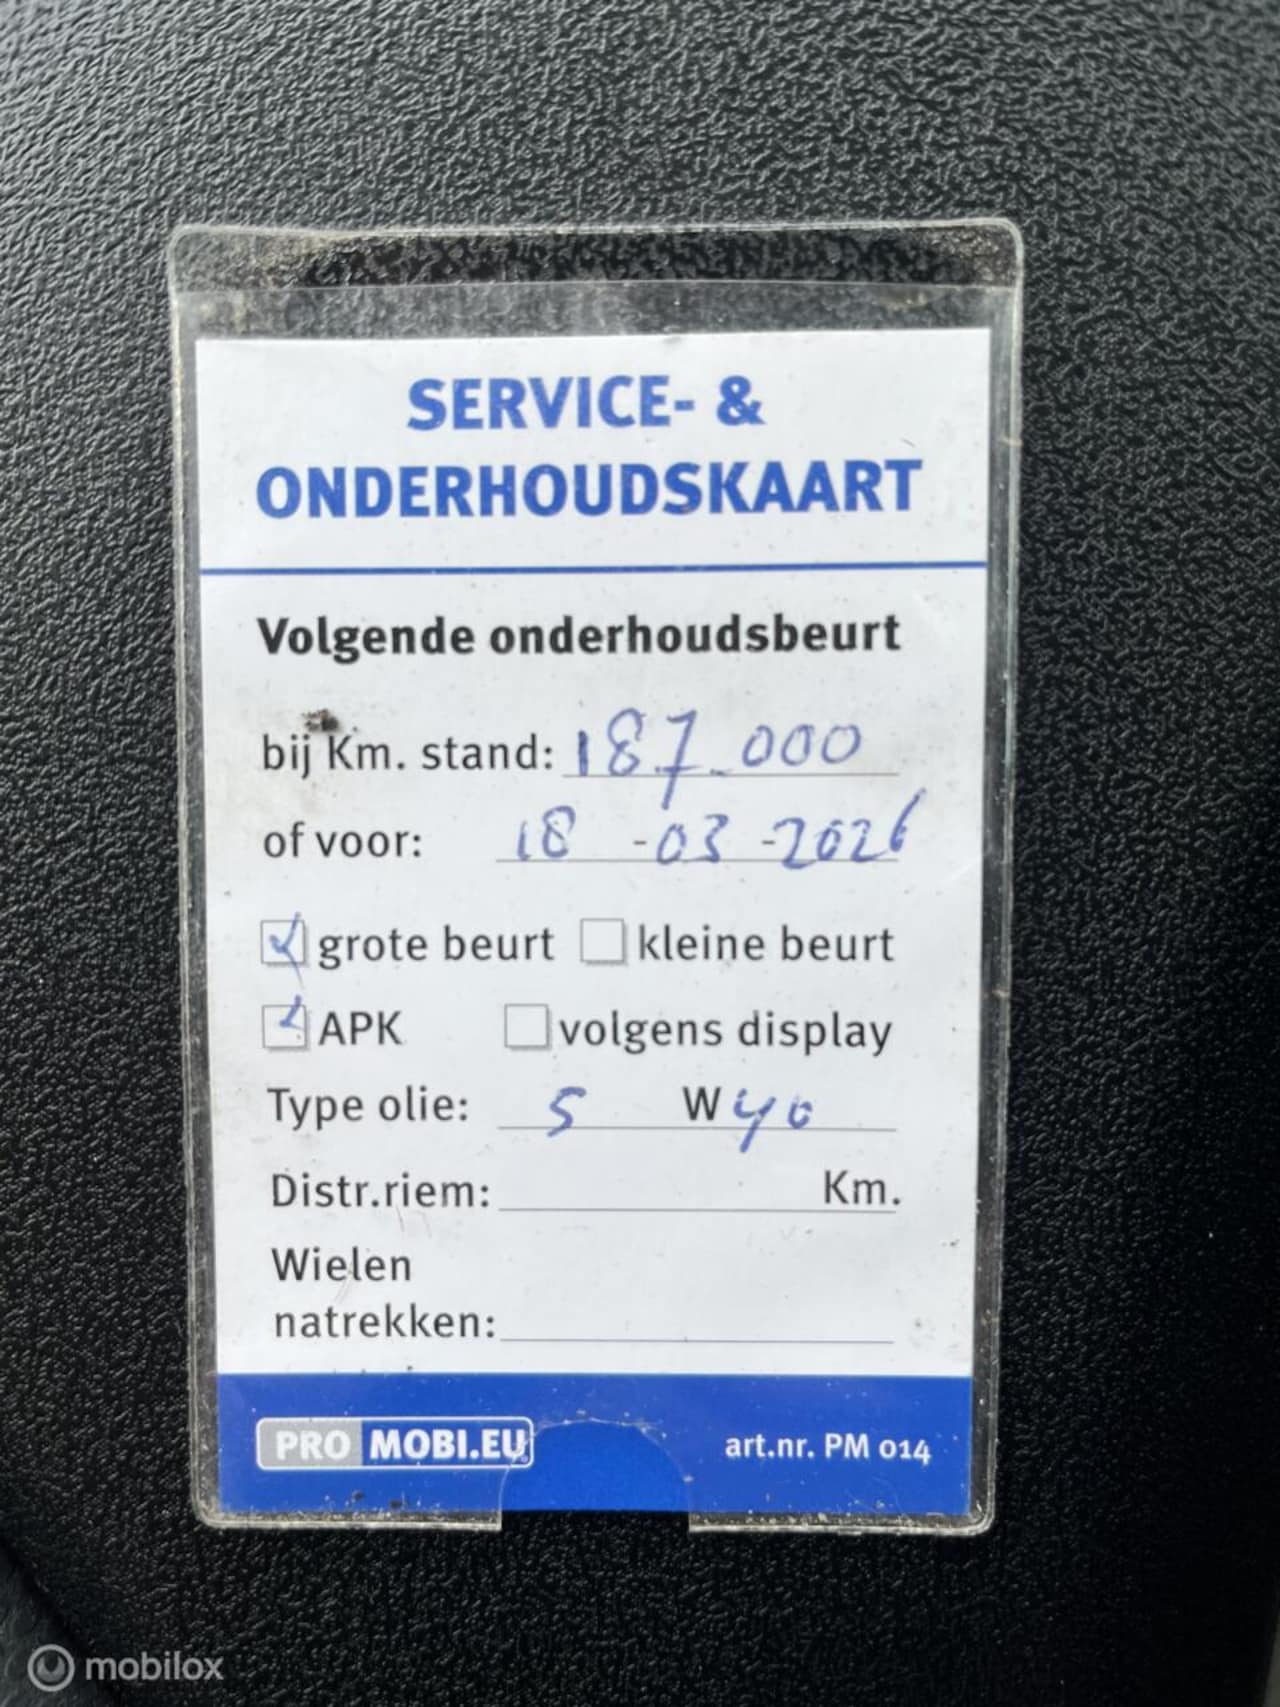 SERVICE- &
ONDERHOUDSKAART
Volgende onderhoudsbeurt
bij Km. stand: 187.000
of voor: 18 -03 -2026
grote beurt kleine beurt
APK volgens display
Type olie: 5 W 40
Distr.riem: Km.
Wielen
natrekken:
PRO MOBI.EU art.nr. PM 014
mobilox